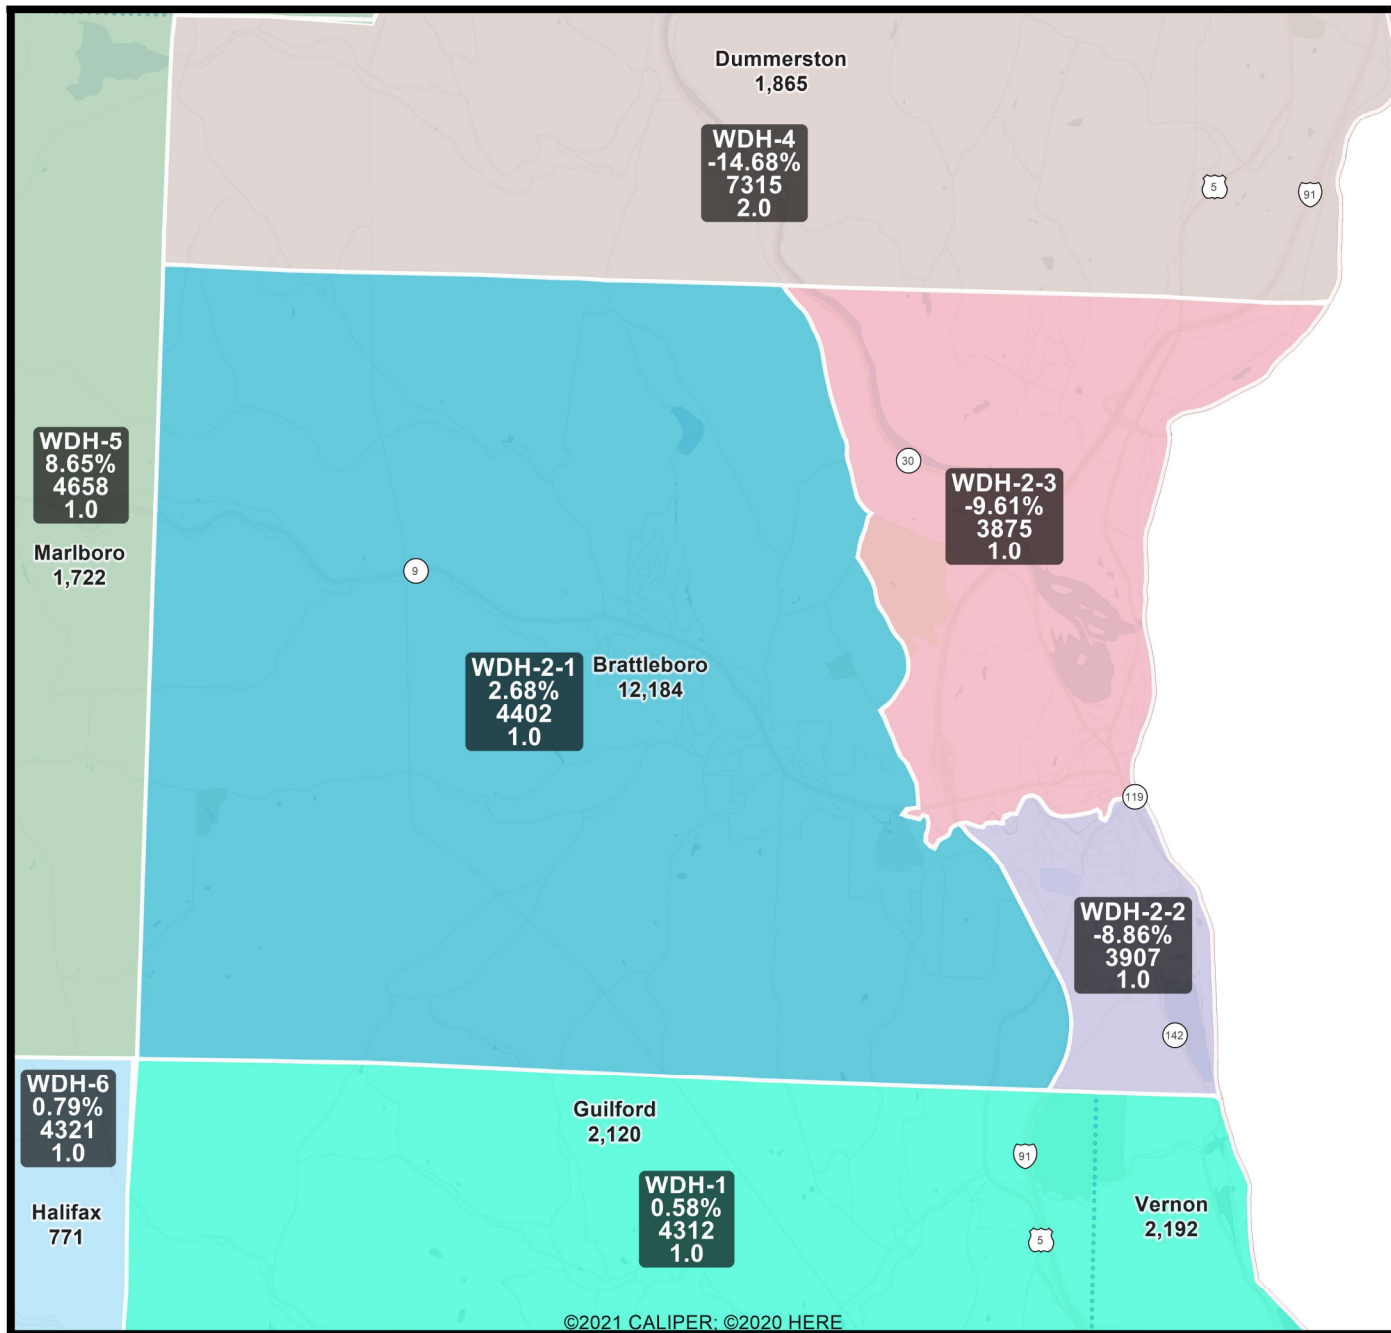 Dummerston
1,865
WDH-4
-14.68%
7315
2.0
5
91
WDH-5
8.65%
4658
1.0
Marlboro
1,722
30
WDH-2-3
-9.61%
3875
1.0
9
WDH-2-1
2.68%
4402
1.0
Brattleboro
12,184
119
WDH-2-2
-8.86%
3907
1.0
142
WDH-6
0.79%
4321
1.0
Halifax
771
Guilford
2,120
WDH-1
0.58%
4312
1.0
91
5
Vernon
2,192
©2021 CALIPER; ©2020 HERE